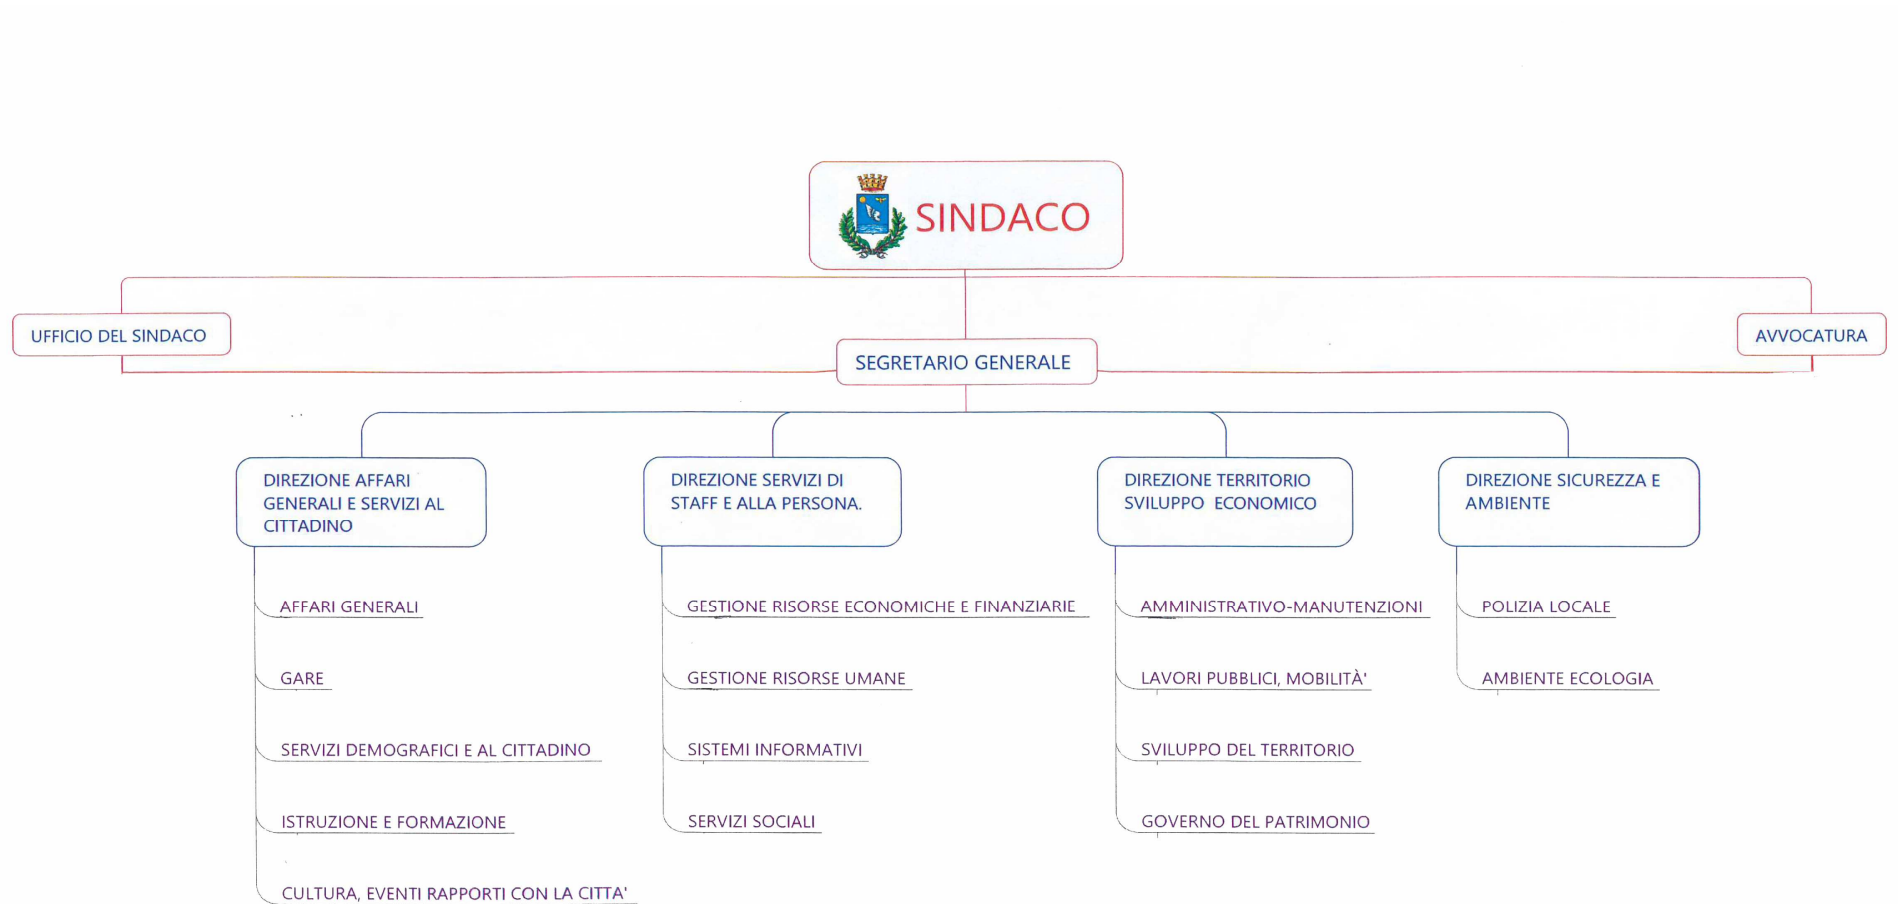 SINDACO
UFFICIO DEL SINDACO
AVVOCATURA
SEGRETARIO GENERALE
DIREZIONE AFFARI
GENERALI E SERVIZI AL
CITTADINO
DIREZIONE SERVIZI DI
STAFF E ALLA PERSONA.
DIREZIONE TERRITORIO
SVILUPPO ECONOMICO
DIREZIONE SICUREZZA E
AMBIENTE
AFFARI GENERALI
GARE
SERVIZI DEMOGRAFICI E AL CITTADINO
ISTRUZIONE E FORMAZIONE
CULTURA, EVENTI RAPPORTI CON LA CITTA'
GESTIONE RISORSE ECONOMICHE E FINANZIARIE
GESTIONE RISORSE UMANE
SISTEMI INFORMATIVI
SERVIZI SOCIALI
AMMINISTRATIVO-MANUTENZIONI
LAVORI PUBBLICI, MOBILITÀ'
SVILUPPO DEL TERRITORIO
GOVERNO DEL PATRIMONIO
POLIZIA LOCALE
AMBIENTE ECOLOGIA